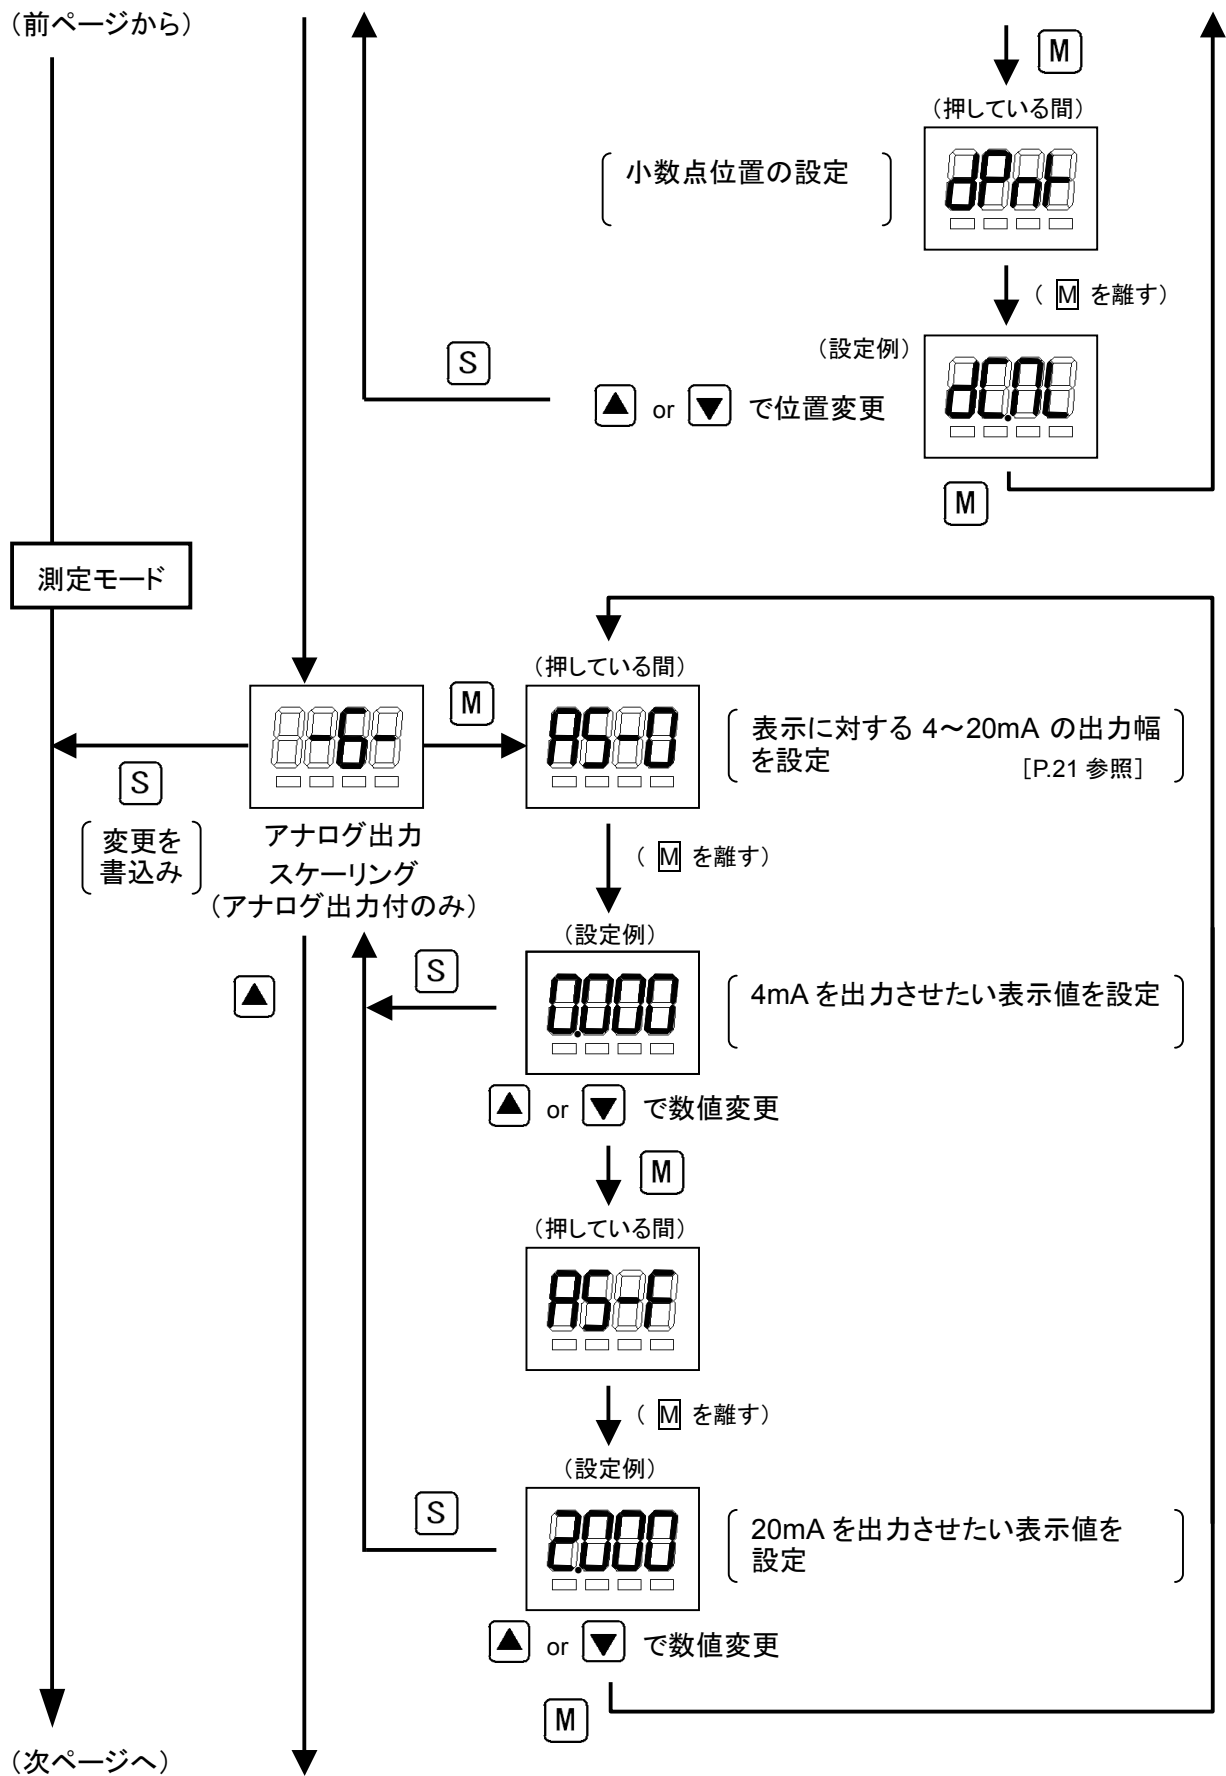 (前ページから)
M
(押している間)
小数点位置の設定
dPnt
( M を離す)
(設定例)
S
▲ or ▼ で位置変更
M
測定モード
(押している間)
-6-
M
AS-0
表示に対する 4～20mA の出力幅
を設定 [P.21 参照]
S
変更を
書込み
アナログ出力
スケーリング
(アナログ出力付のみ)
( M を離す)
(設定例)
S
▲
0.000
4mA を出力させたい表示値を設定
▲ or ▼ で数値変更
M
(押している間)
AS-F
( M を離す)
(設定例)
S
2.000
20mA を出力させたい表示値を
設定
▲ or ▼ で数値変更
M
(次ページへ)